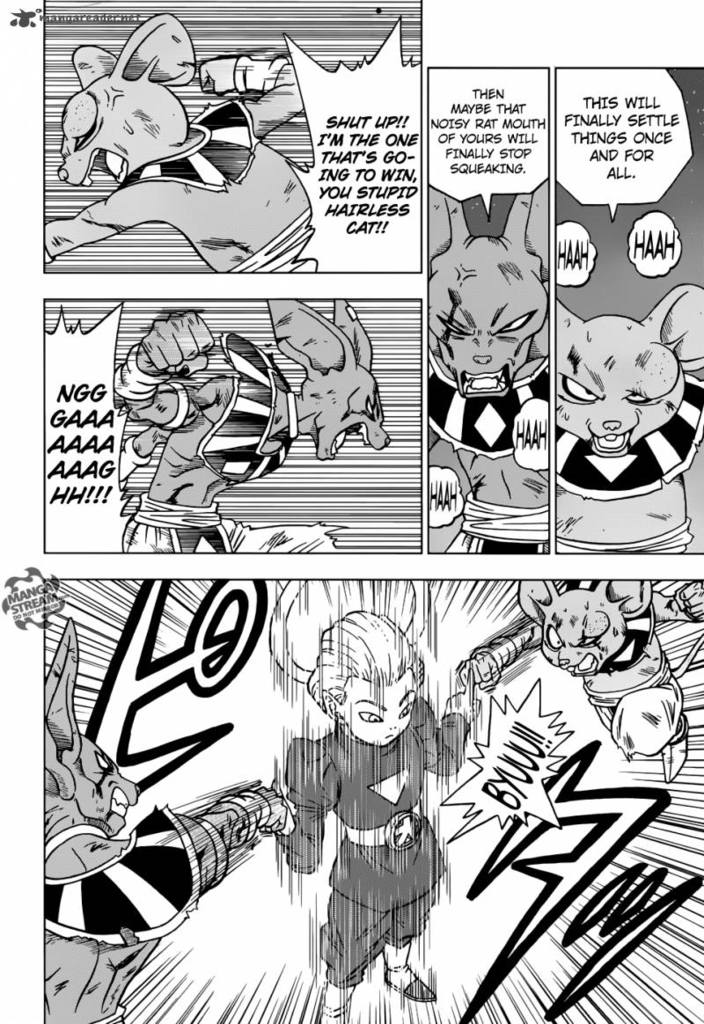 mangareader.net
THIS WILL
FINALLY SETTLE
THINGS ONCE
AND FOR
ALL.
HAAH
HAAH
THEN
MAYBE THAT
NOISY RAT MOUTH
OF YOURS WILL
FINALLY STOP
SQUEAKING.
HAAH
HAAH
SHUT UP!!
I'M THE ONE
THAT'S GO-
ING TO WIN,
YOU STUPID
HAIRLESS
CAT!!
NGG
GAAA
AAAAA
AAAG
HH!!!
MANGA
STREAM
BYUUU!!!